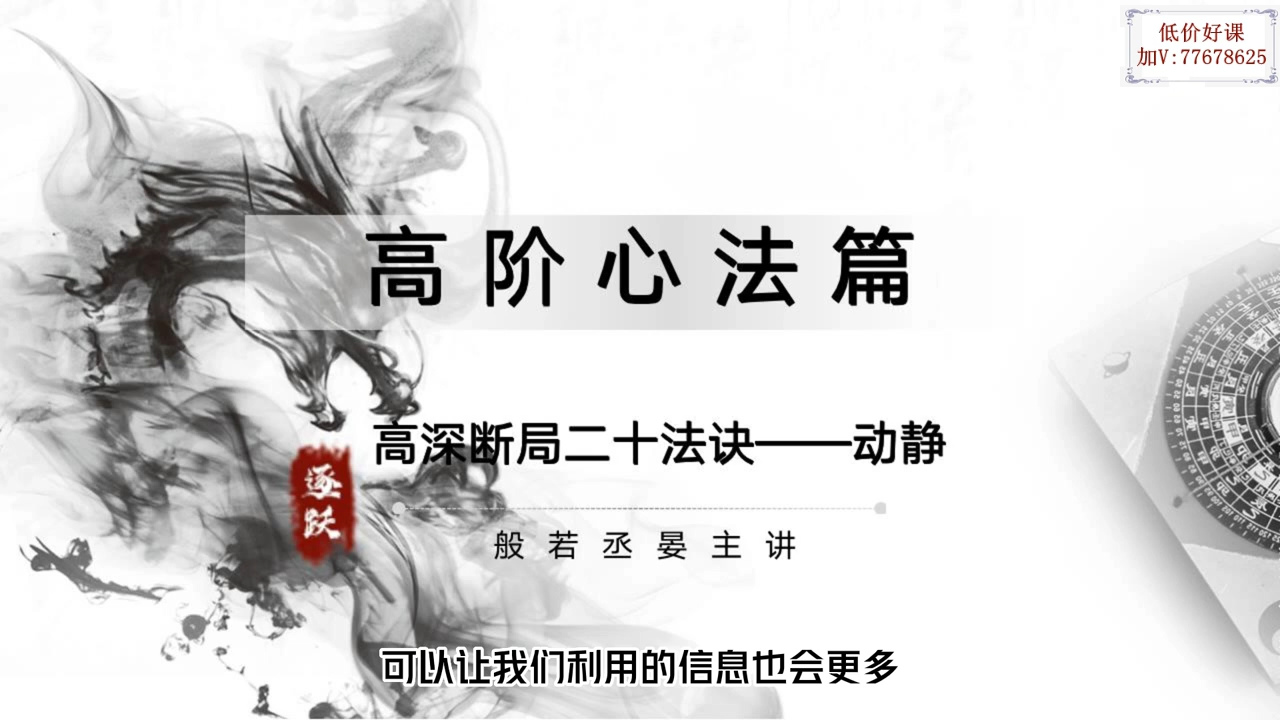 低价好课
加V:77678625
高阶心法篇
高深断局二十法诀——动静
逐跃
般若丞晏主讲
可以让我们利用的信息也会更多